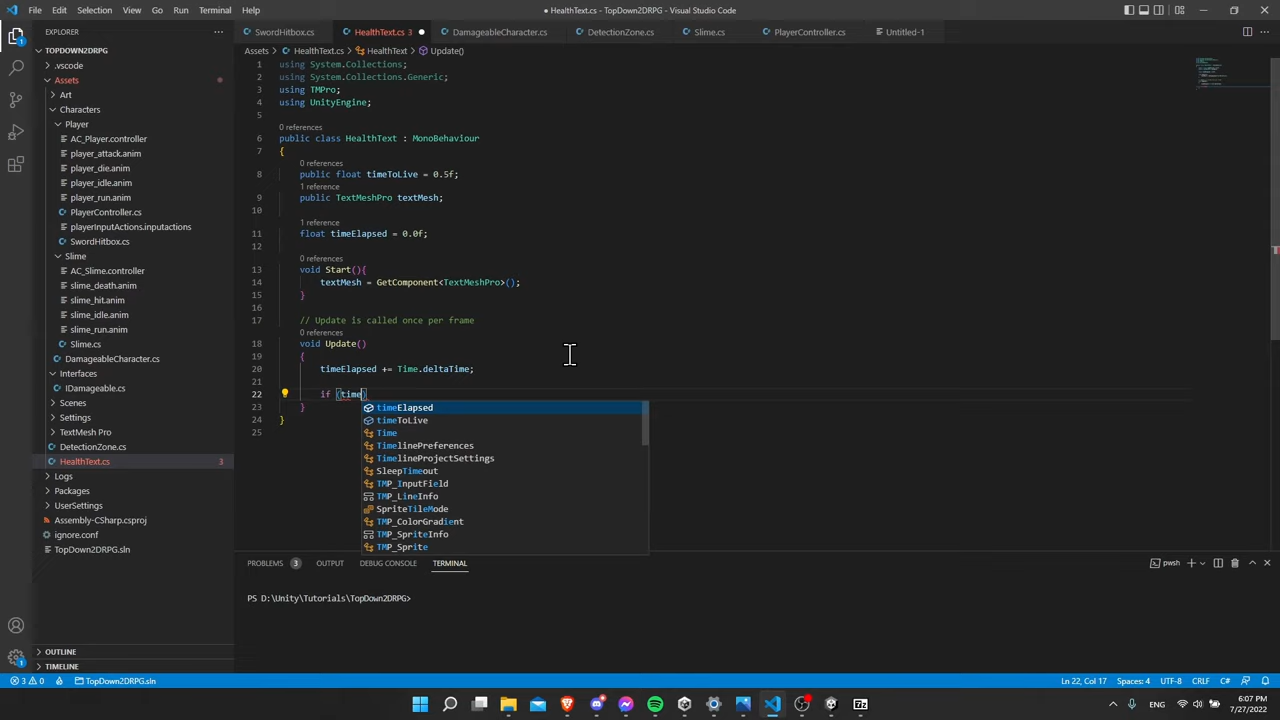 File Edit Selection View Go Run Terminal Help
● HealthText.cs - TopDown2DRPG - Visual Studio Code
EXPLORER
TOPDOWN2DRPG
.vscode
Assets
Art
Characters
Player
AC_Player.controller
player_attack.anim
player_die.anim
player_idle.anim
player_run.anim
PlayerController.cs
playerInputActions.inputactions
SwordHitbox.cs
Slime
AC_Slime.controller
slime_death.anim
slime_hit.anim
slime_idle.anim
slime_run.anim
Slime.cs
DamageableCharacter.cs
Interfaces
IDamageable.cs
Scenes
Settings
TextMesh Pro
DetectionZone.cs
HealthText.cs 3
Logs
Packages
UserSettings
Assembly-CSharp.csproj
ignore.conf
TopDown2DRPG.sln
OUTLINE
TIMELINE
SwordHitbox.cs HealthText.cs 3 ● DamageableCharacter.cs DetectionZone.cs Slime.cs PlayerController.cs Untitled-1
Assets > HealthText.cs > HealthText > Update()
1 using System.Collections;
2 using System.Collections.Generic;
3 using TMPro;
4 using UnityEngine;
5
0 references
6 public class HealthText : MonoBehaviour
7 {
0 references
8 public float timeToLive = 0.5f;
1 reference
9 public TextMeshPro textMesh;
10
1 reference
11 float timeElapsed = 0.0f;
12
0 references
13 void Start(){
14 textMesh = GetComponent<TextMeshPro>();
15 }
16
17 // Update is called once per frame
0 references
18 void Update()
19 {
20 timeElapsed += Time.deltaTime;
21
22 if (time)
23 }
24 }
25
timeElapsed
timeToLive
Time
TimelinePreferences
TimelineProjectSettings
SleepTimeout
TMP_InputField
TMP_LineInfo
SpriteTileMode
TMP_ColorGradient
TMP_SpriteInfo
TMP_Sprite
PROBLEMS 3 OUTPUT DEBUG CONSOLE TERMINAL
pwsh
PS D:\Unity\Tutorials\TopDown2DRPG>
3 0 TopDown2DRPG.sln
Ln 22, Col 17 Spaces: 4 UTF-8 CRLF C#
ENG
6:07 PM
7/27/2022